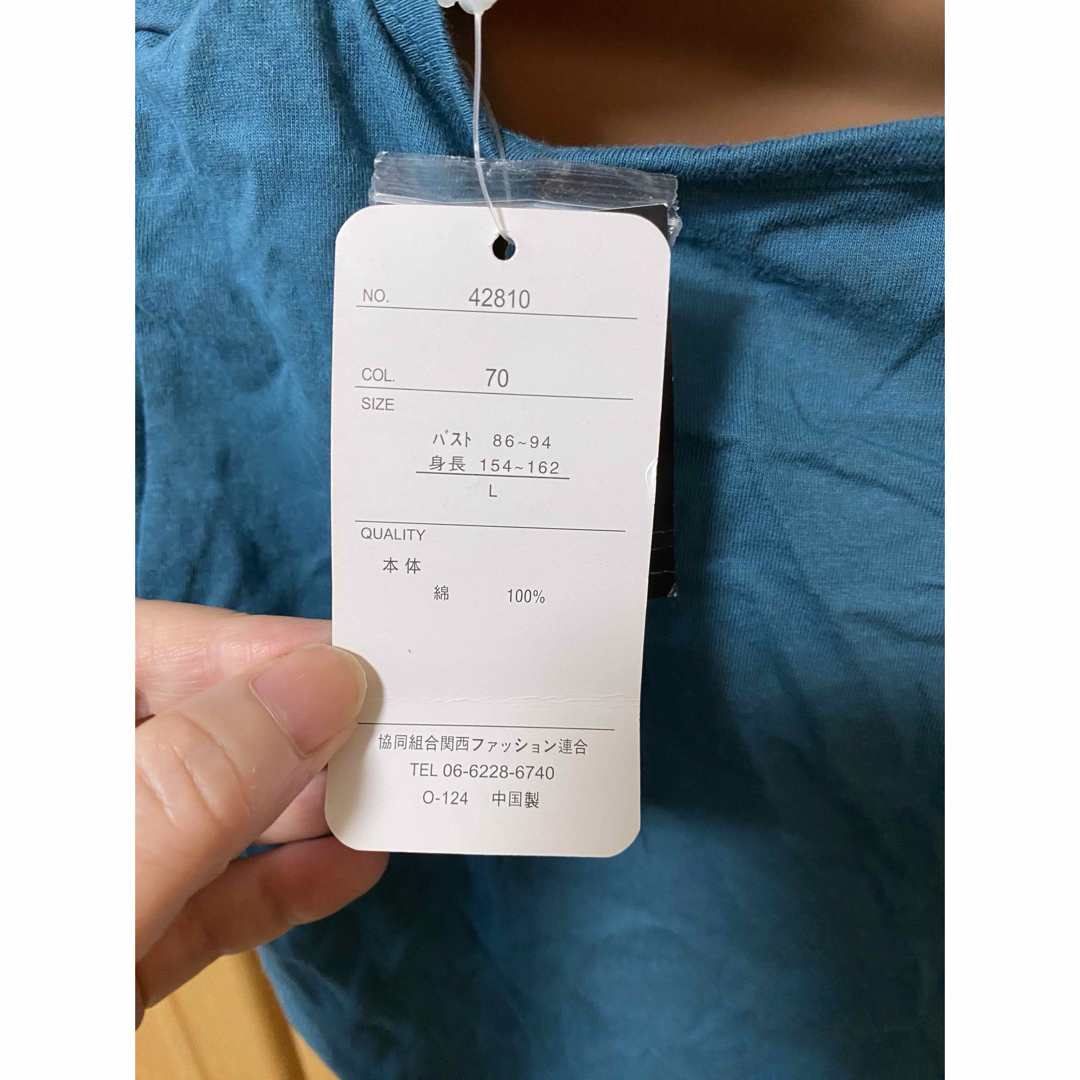 NO. 42810
COL. 70
SIZE
バスト 86~94
身長 154~162
L
QUALITY
本体
綿 100%
協同組合関西ファッション連合
TEL 06-6228-6740
O-124 中国製